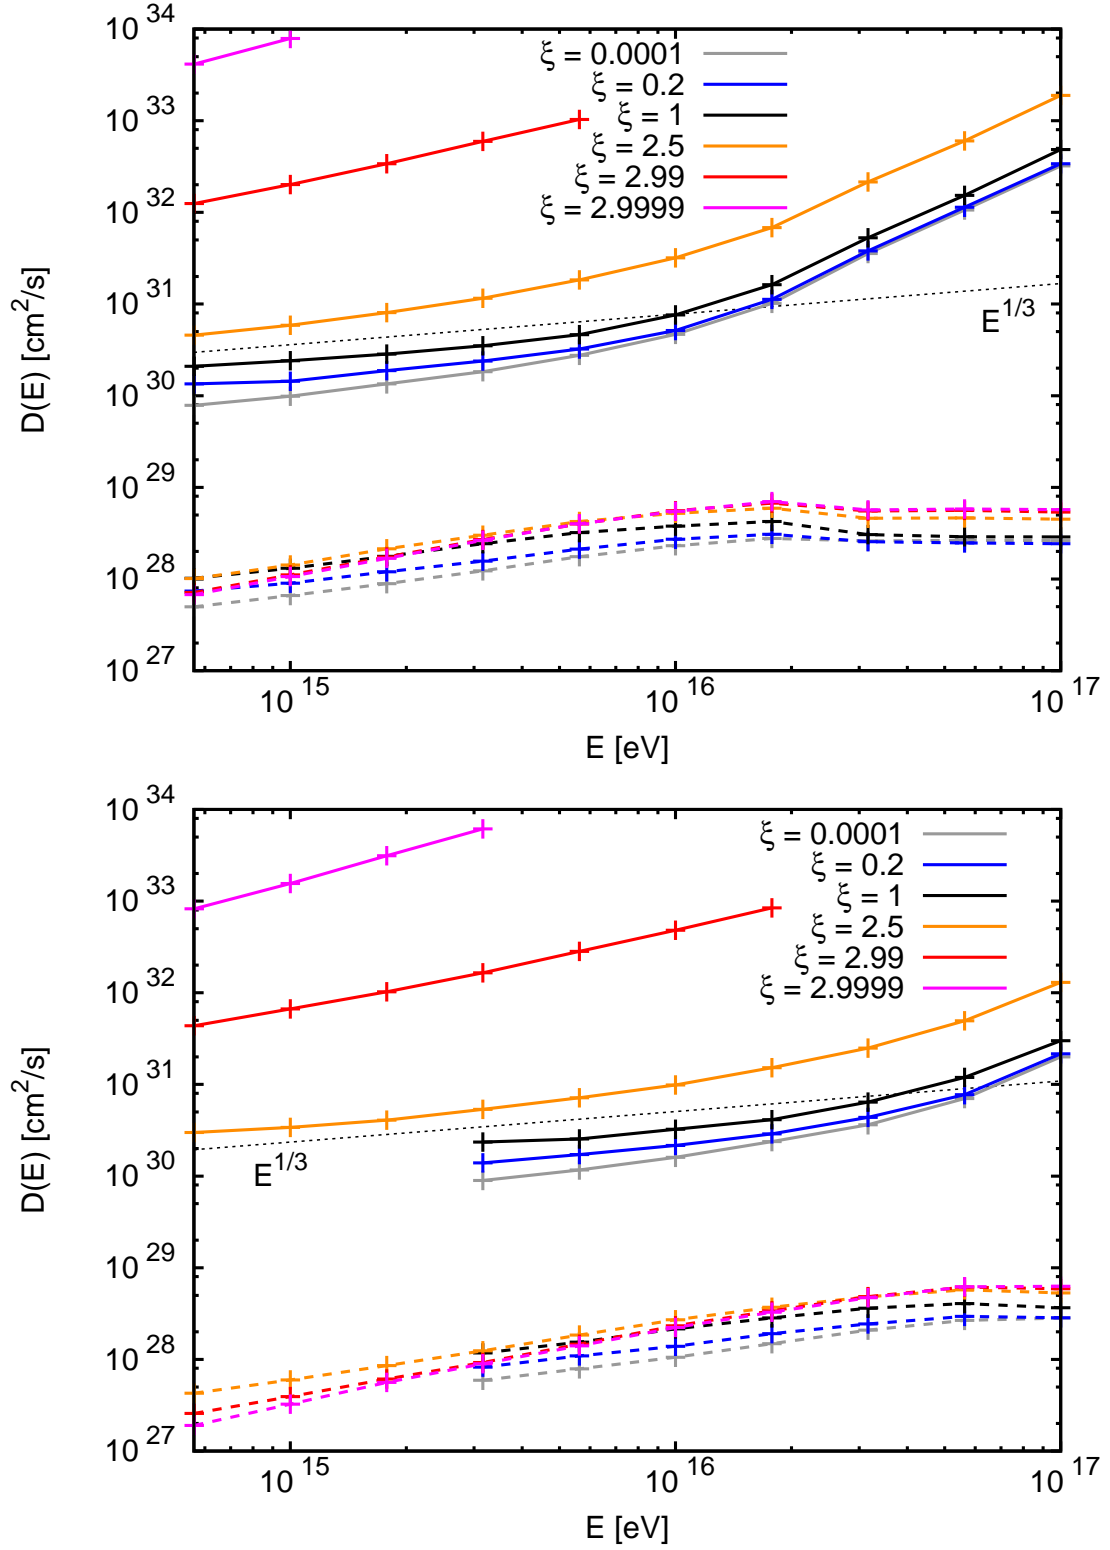 10^34
10^33
10^32
10^31
10^30
10^29
10^28
10^27
D(E) [cm^2/s]
ξ = 0.0001
ξ = 0.2
ξ = 1
ξ = 2.5
ξ = 2.99
ξ = 2.9999
E^1/3
10^15 10^16 10^17
E [eV]
10^34
10^33
10^32
10^31
10^30
10^29
10^28
10^27
D(E) [cm^2/s]
ξ = 0.0001
ξ = 0.2
ξ = 1
ξ = 2.5
ξ = 2.99
ξ = 2.9999
E^1/3
10^15 10^16 10^17
E [eV]